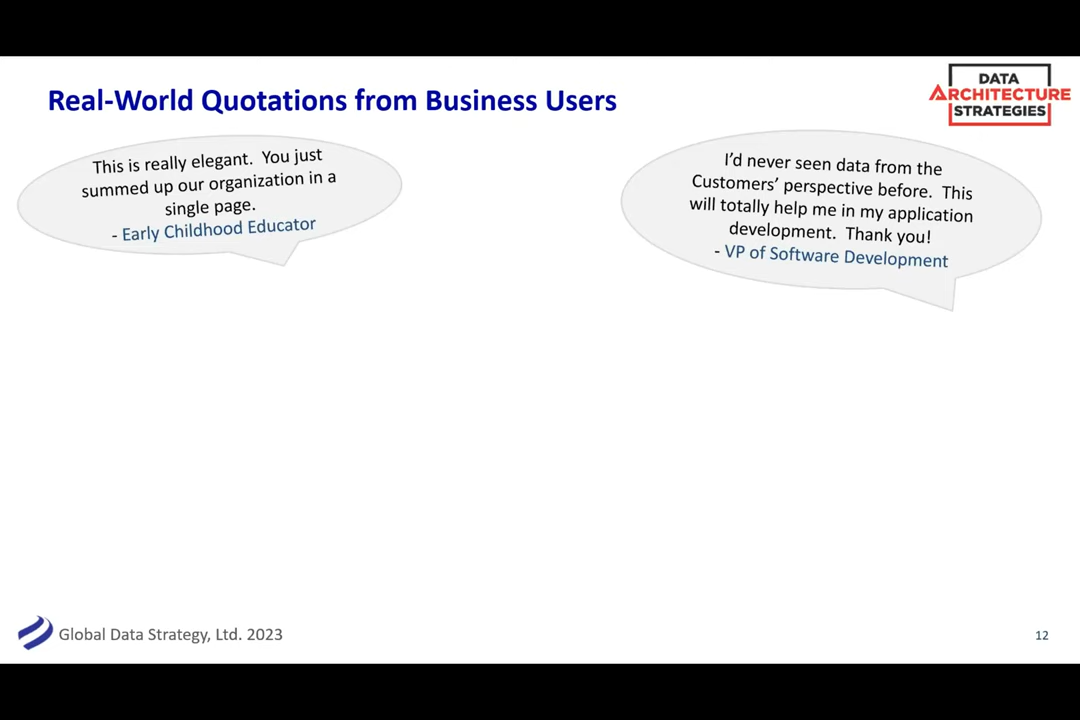 Real-World Quotations from Business Users
DATA
ARCHITECTURE
STRATEGIES
This is really elegant.  You just
summed up our organization in a
single page.
- Early Childhood Educator
I’d never seen data from the
Customers’ perspective before.  This
will totally help me in my application
development.  Thank you!
- VP of Software Development
Global Data Strategy, Ltd. 2023
12